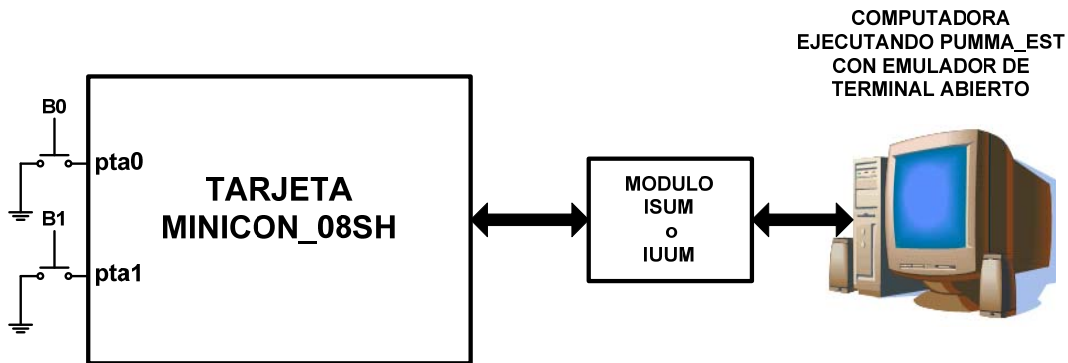 COMPUTADORA
EJECUTANDO PUMMA_EST
CON EMULADOR DE
TERMINAL ABIERTO
B0
pta0
B1
pta1
TARJETA
MINICON_08SH
MODULO
ISUM
o
IUUM